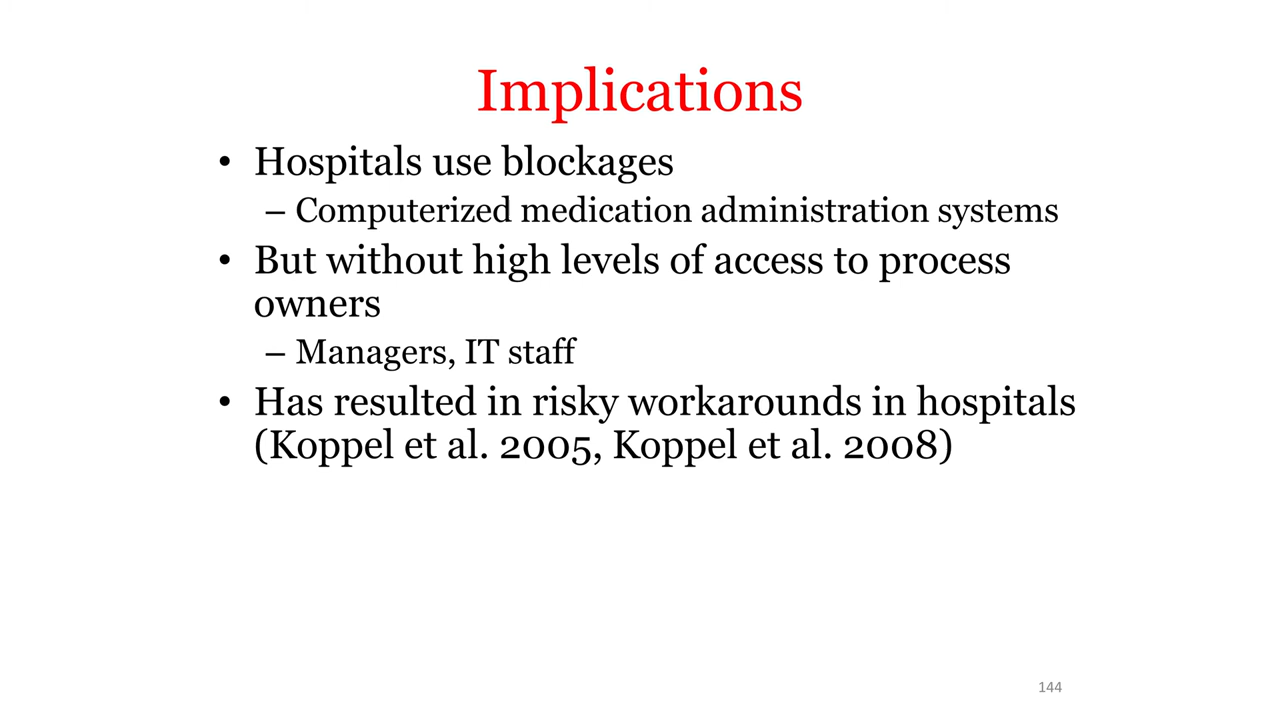 Implications
• Hospitals use blockages
– Computerized medication administration systems
• But without high levels of access to process
owners
– Managers, IT staff
• Has resulted in risky workarounds in hospitals
(Koppel et al. 2005, Koppel et al. 2008)
144